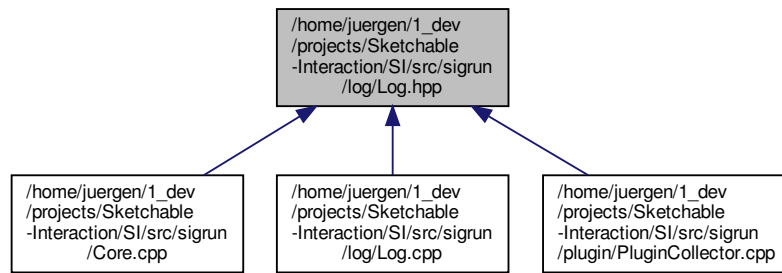 /home/juergen/1_dev
/projects/Sketchable
-Interaction/SI/src/sigrun
/log/Log.hpp
/home/juergen/1_dev
/projects/Sketchable
-Interaction/SI/src/sigrun
/Core.cpp
/home/juergen/1_dev
/projects/Sketchable
-Interaction/SI/src/sigrun
/log/Log.cpp
/home/juergen/1_dev
/projects/Sketchable
-Interaction/SI/src/sigrun
/plugin/PluginCollector.cpp